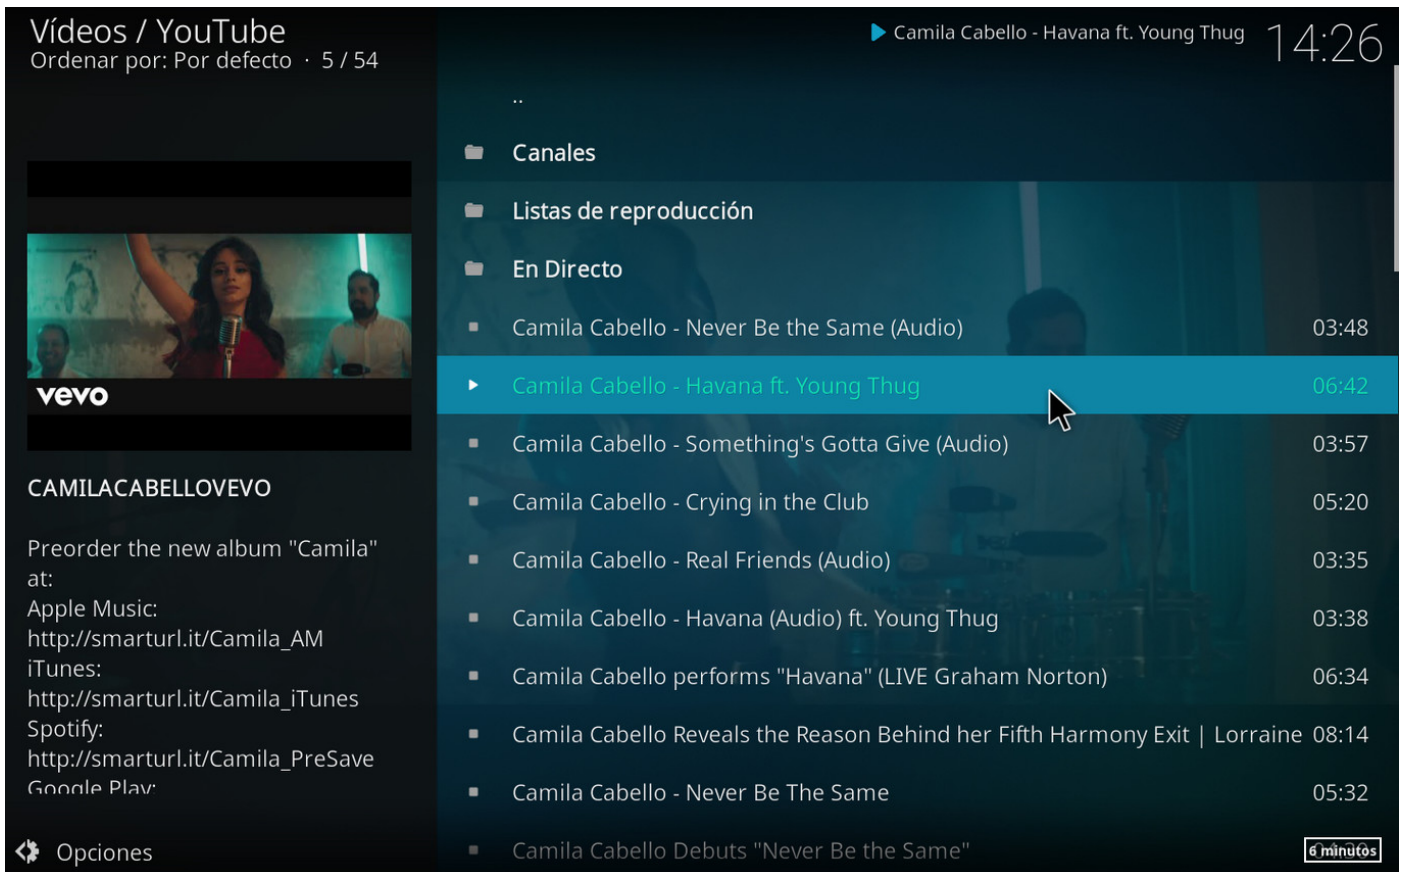 Vídeos / YouTube
Ordenar por: Por defecto · 5 / 54
Camila Cabello - Havana ft. Young Thug
14:26
vevo
CAMILACABELLOVEVO
Preorder the new album "Camila"
at:
Apple Music:
http://smarturl.it/Camila_AM
iTunes:
http://smarturl.it/Camila_iTunes
Spotify:
http://smarturl.it/Camila_PreSave
Google Play:
..
Canales
Listas de reproducción
En Directo
Camila Cabello - Never Be the Same (Audio) 03:48
Camila Cabello - Havana ft. Young Thug 06:42
Camila Cabello - Something's Gotta Give (Audio) 03:57
Camila Cabello - Crying in the Club 05:20
Camila Cabello - Real Friends (Audio) 03:35
Camila Cabello - Havana (Audio) ft. Young Thug 03:38
Camila Cabello performs "Havana" (LIVE Graham Norton) 06:34
Camila Cabello Reveals the Reason Behind her Fifth Harmony Exit | Lorraine 08:14
Camila Cabello - Never Be The Same 05:32
Camila Cabello Debuts "Never Be the Same"
6 minutos
Opciones